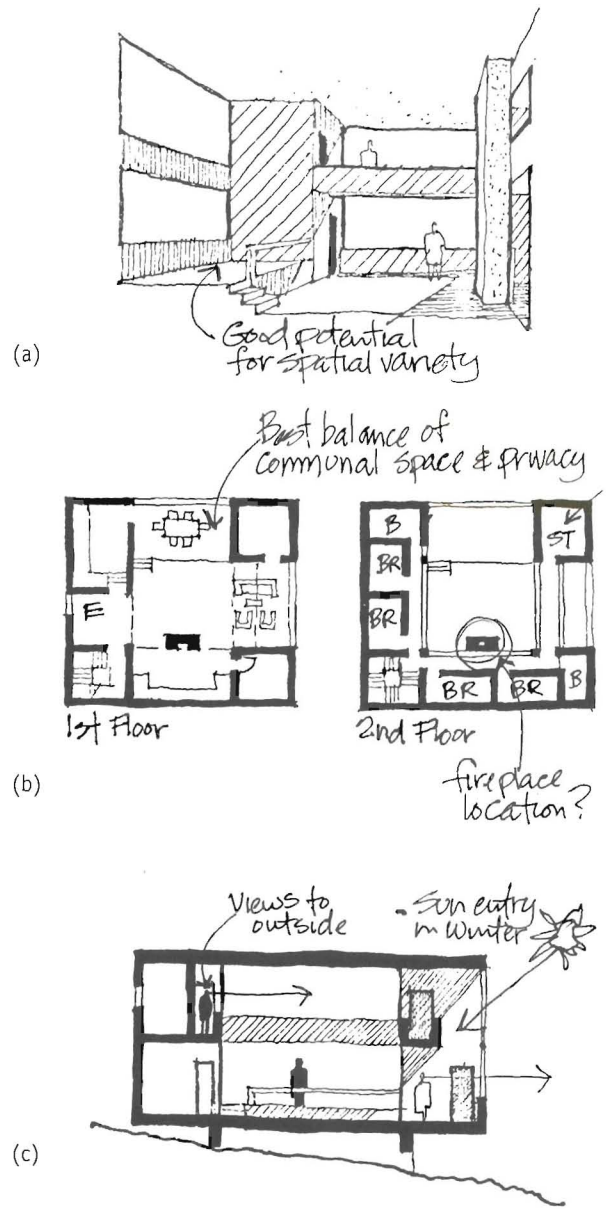 Good potential
for spatial variety
(a)
Best balance of
communal space & privacy
B
ST
BR
E
BR
BR
BR
B
1st Floor
2nd Floor
(b)
fireplace
location?
views to
outside
Sun entry
in winter
(c)